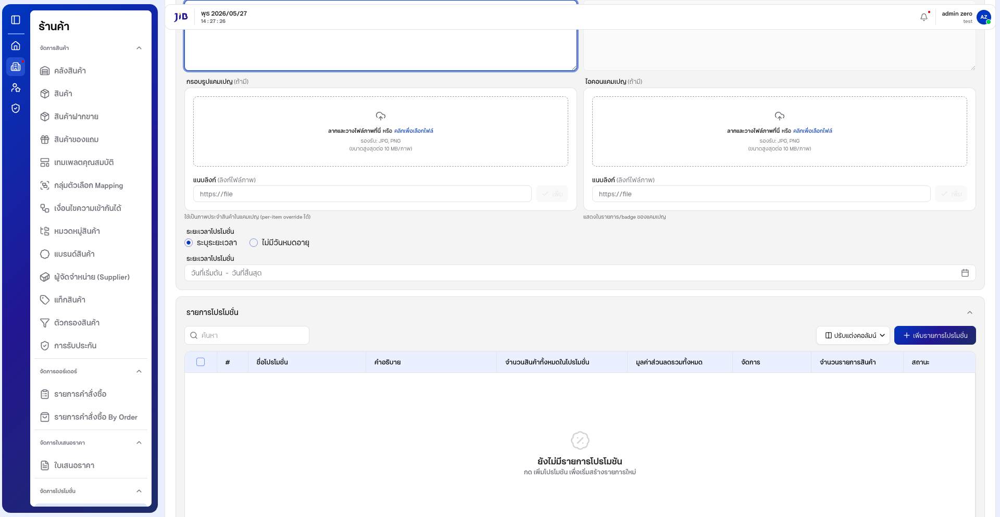 ร้านค้า
จัดการสินค้า
คลังสินค้า
สินค้า
สินค้าฝากขาย
สินค้าของแถม
เทมเพลตคุณสมบัติ
กลุ่มตัวเลือก Mapping
เงื่อนไขความเข้ากันได้
หมวดหมู่สินค้า
แบรนด์สินค้า
ผู้จัดจำหน่าย (Supplier)
แท็กสินค้า
ตัวกรองสินค้า
การรับประกัน
จัดการออร์เดอร์
รายการคำสั่งซื้อ
รายการคำสั่งซื้อ By Order
จัดการใบเสนอราคา
ใบเสนอราคา
จัดการโปรโมชั่น
JIB
พุธ 2026/05/27
14 : 27 : 26
admin zero
test
AZ
กรอบรูปแคมเปญ (ถ้ามี)
ลากและวางไฟล์ภาพที่นี่ หรือ คลิกเพื่อเลือกไฟล์
รองรับ: JPG, PNG
(ขนาดสูงสุดต่อ 10 MB/ภาพ)
แนบลิงก์ (ลิงก์ไฟล์ภาพ)
https://file
เพิ่ม
ใช้เป็นภาพประจำสินค้าในแคมเปญ (per-item override ได้)
ไอคอนแคมเปญ (ถ้ามี)
ลากและวางไฟล์ภาพที่นี่ หรือ คลิกเพื่อเลือกไฟล์
รองรับ: JPG, PNG
(ขนาดสูงสุดต่อ 10 MB/ภาพ)
แนบลิงก์ (ลิงก์ไฟล์ภาพ)
https://file
เพิ่ม
แสดงในรายการ/badge ของแคมเปญ
ระยะเวลาโปรโมชั่น
ระบุระยะเวลา ไม่มีวันหมดอายุ
ระยะเวลาโปรโมชั่น
วันที่เริ่มต้น - วันที่สิ้นสุด
รายการโปรโมชั่น
ค้นหา
ปรับแต่งคอลัมน์
เพิ่มรายการโปรโมชั่น
# ชื่อโปรโมชั่น คำอธิบาย จำนวนสินค้าทั้งหมดในโปรโมชั่น มูลค่าส่วนลดรวมทั้งหมด จัดการ จำนวนรายการสินค้า สถานะ
ยังไม่มีรายการโปรโมชัน
กด เพิ่มโปรโมชัน เพื่อเริ่มสร้างรายการใหม่